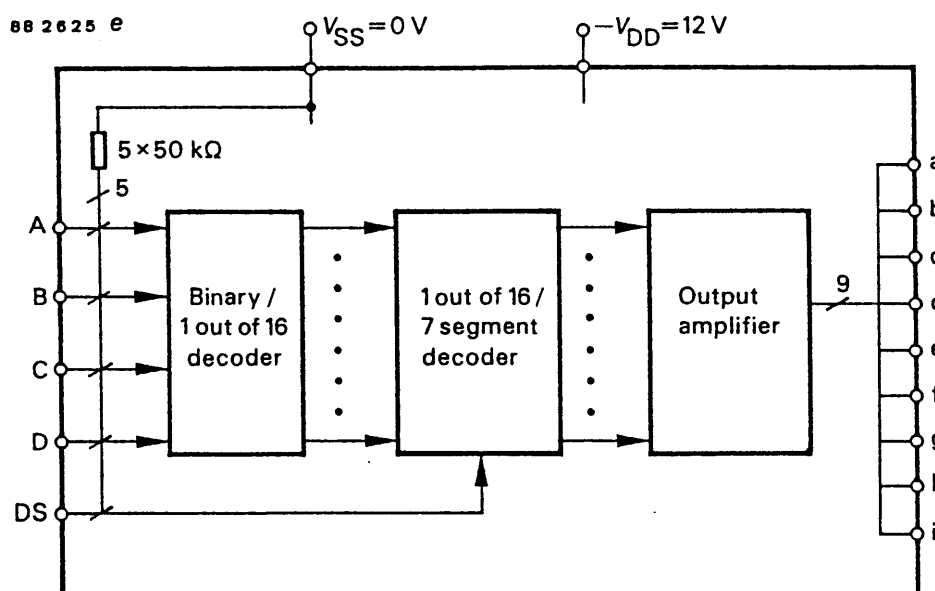 88 2625 e
VSS=0 V
−VDD=12 V
5×50 kΩ
5
A
B
C
D
DS
Binary /
1 out of 16
decoder
1 out of 16 /
7 segment
decoder
Output
amplifier
9
a
b
e
f
g
i